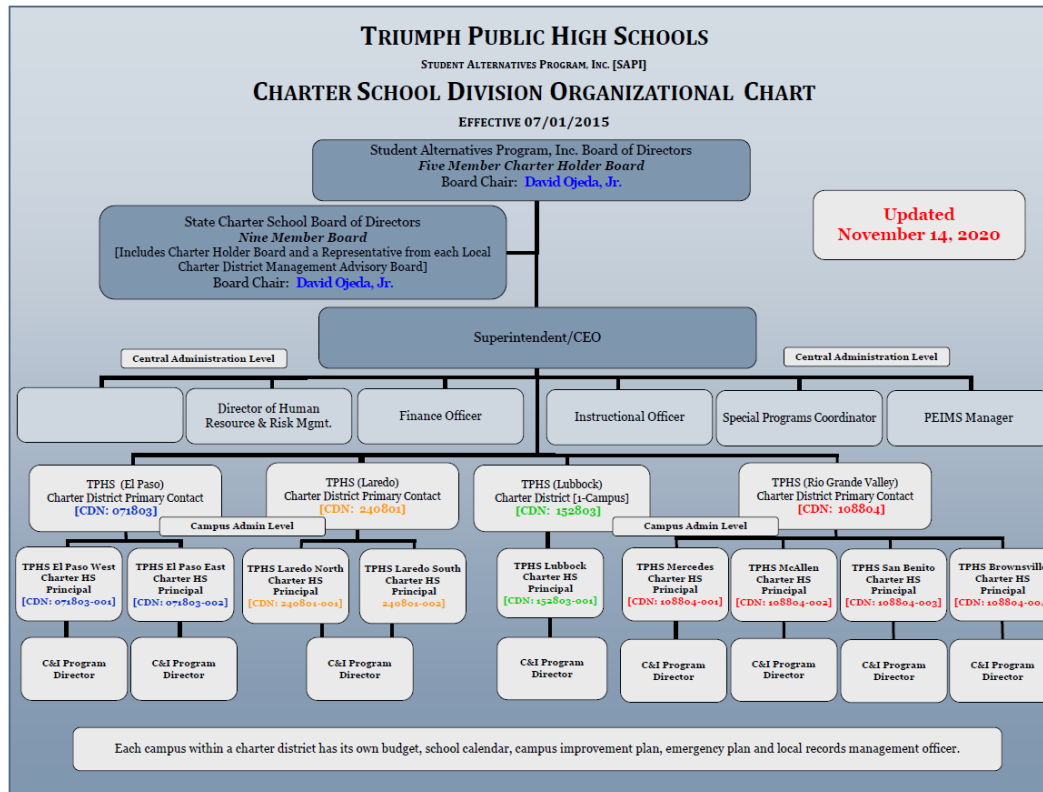 TRIUMPH PUBLIC HIGH SCHOOLS
STUDENT ALTERNATIVES PROGRAM, INC. [SAPI]
CHARTER SCHOOL DIVISION ORGANIZATIONAL CHART
EFFECTIVE 07/01/2015
Student Alternatives Program, Inc. Board of Directors
Five Member Charter Holder Board
Board Chair: David Ojeda, Jr.
State Charter School Board of Directors
Nine Member Board
[Includes Charter Holder Board and a Representative from each Local
Charter District Management Advisory Board]
Board Chair: David Ojeda, Jr.
Updated
November 14, 2020
Superintendent/CEO
Central Administration Level
Central Administration Level
Director of Human
Resource & Risk Mgmt.
Finance Officer
Instructional Officer
Special Programs Coordinator
PEIMS Manager
TPHS (El Paso)
Charter District Primary Contact
[CDN: 071803]
TPHS (Laredo)
Charter District Primary Contact
[CDN: 240801]
TPHS (Lubbock)
Charter District [1-Campus]
[CDN: 152803]
TPHS (Rio Grande Valley)
Charter District Primary Contact
[CDN: 108804]
Campus Admin Level
Campus Admin Level
TPHS El Paso West
Charter HS
Principal
[CDN: 071803-001]
TPHS El Paso East
Charter HS
Principal
[CDN: 071803-002]
TPHS Laredo North
Charter HS
Principal
[CDN: 240801-001]
TPHS Laredo South
Charter HS
Principal
240801-002]
TPHS Lubbock
Charter HS
Principal
[CDN: 152803-001]
TPHS Mercedes
Charter HS
Principal
[CDN: 108804-001]
TPHS McAllen
Charter HS
Principal
[CDN: 108804-002]
TPHS San Benito
Charter HS
Principal
[CDN: 108804-003]
TPHS Brownsville
Charter HS
Principal
[CDN: 108804-00
C&I Program
Director
C&I Program
Director
C&I Program
Director
C&I Program
Director
C&I Program
Director
C&I Program
Director
C&I Program
Director
C&I Program
Director
Each campus within a charter district has its own budget, school calendar, campus improvement plan, emergency plan and local records management officer.